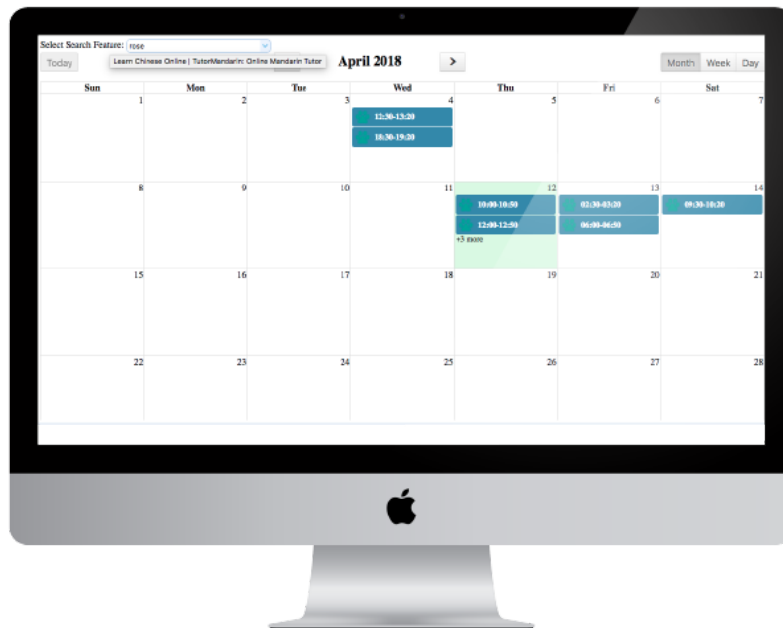 Select Search Feature: rose
Learn Chinese Online | TutorMandarin: Online Mandarin Tutor
Today
April 2018
>
Month Week Day
Sun Mon Tue Wed Thu Fri Sat
1 2 3 4 5 6 7
12:30-13:20
18:30-19:20
8 9 10 11 12 13 14
10:00-10:50 02:30-03:20 09:30-10:20
12:00-12:50 06:00-06:50
+3 more
15 16 17 18 19 20 21
22 23 24 25 26 27 28